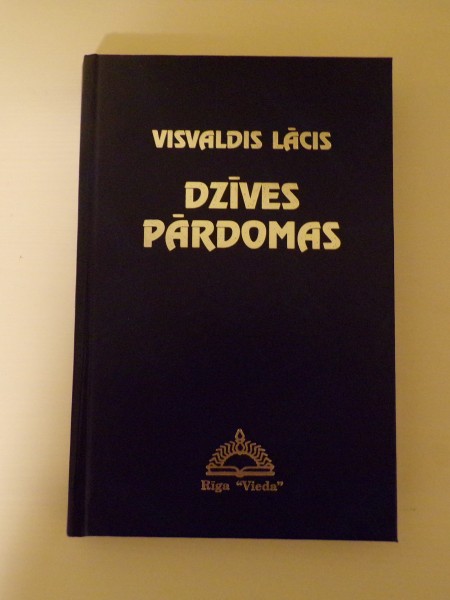 VISVALDIS LĀCIS
DZĪVES
PĀRDOMAS
Rīga "Vieda"